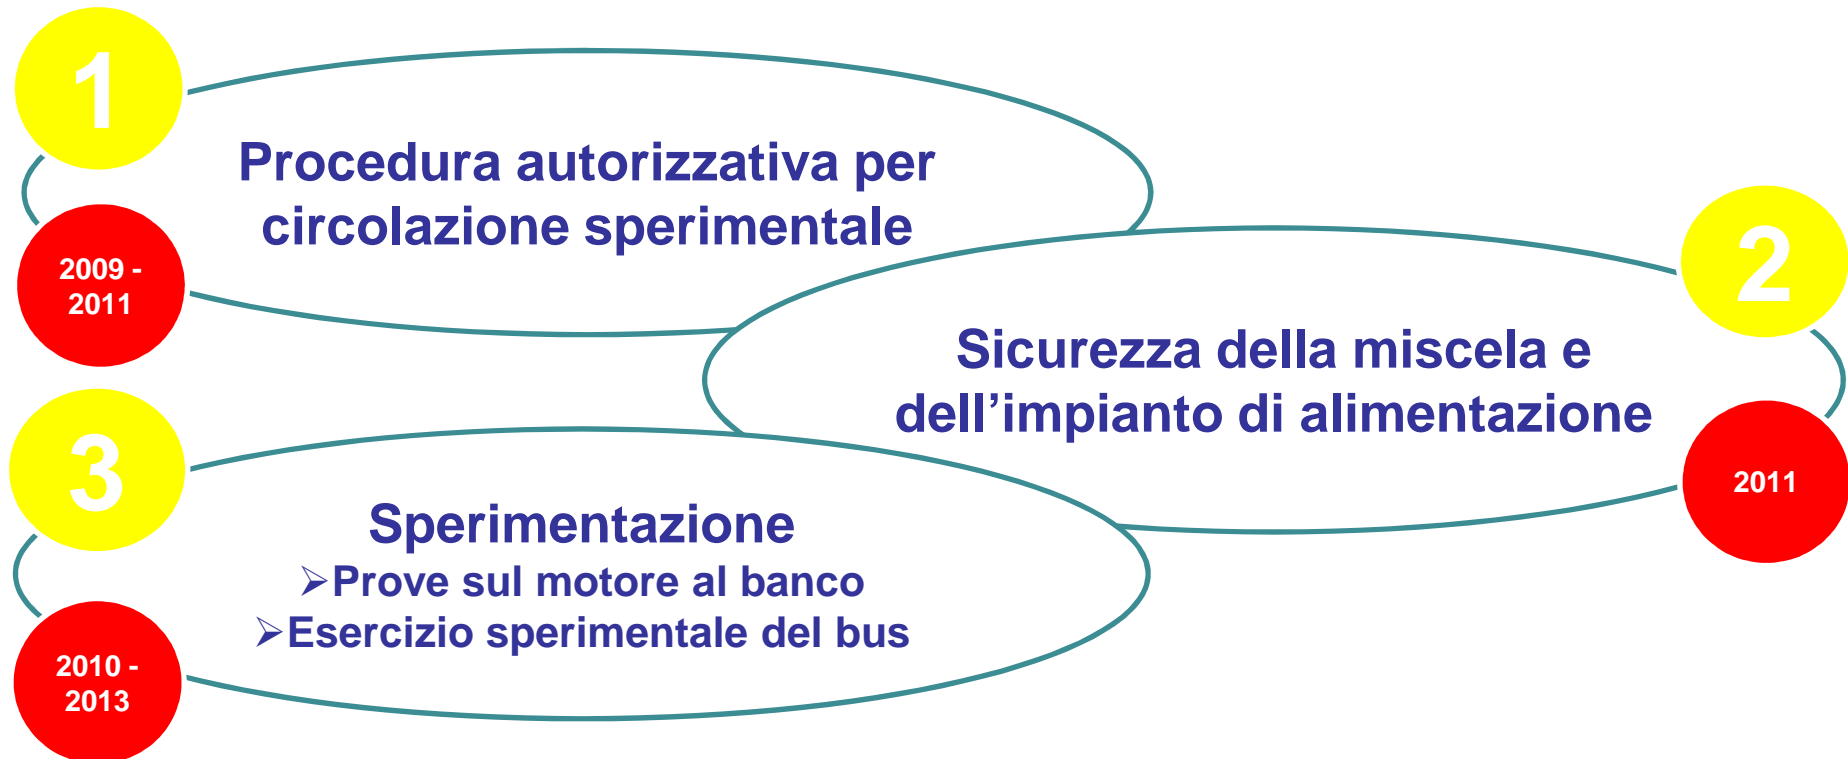 1
Procedura autorizzativa per
circolazione sperimentale
2009 -
2011
2
Sicurezza della miscela e
dell’impianto di alimentazione
2011
3
Sperimentazione
➢Prove sul motore al banco
➢Esercizio sperimentale del bus
2010 -
2013